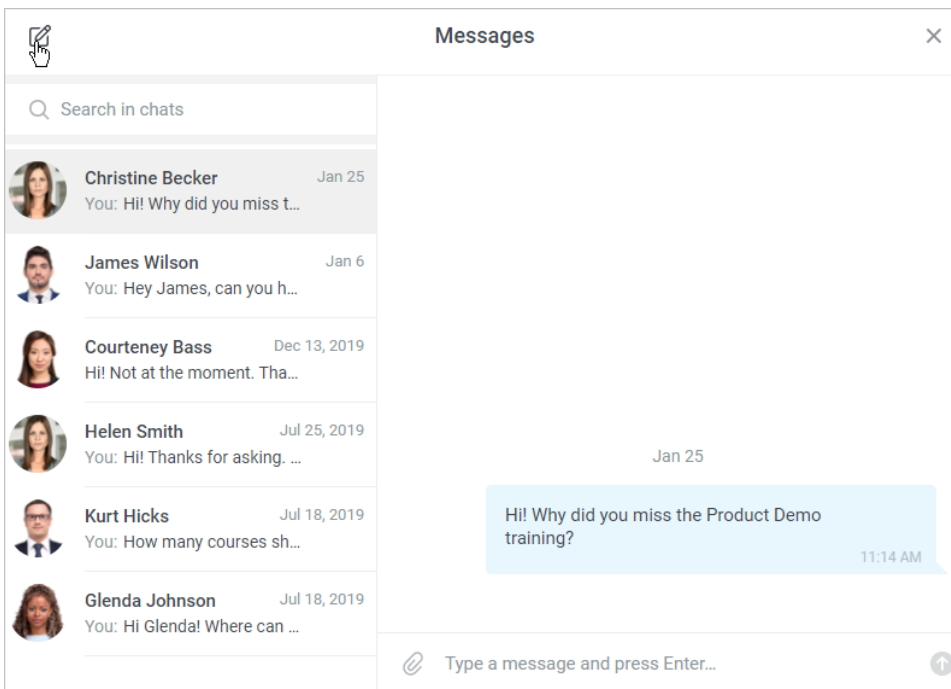 Messages
Search in chats
Christine Becker Jan 25
You: Hi! Why did you miss t...
James Wilson Jan 6
You: Hey James, can you h...
Courteney Bass Dec 13, 2019
Hi! Not at the moment. Tha...
Helen Smith Jul 25, 2019
You: Hi! Thanks for asking. ...
Kurt Hicks Jul 18, 2019
You: How many courses sh...
Glenda Johnson Jul 18, 2019
You: Hi Glenda! Where can ...
Jan 25
Hi! Why did you miss the Product Demo
training?
11:14 AM
Type a message and press Enter...